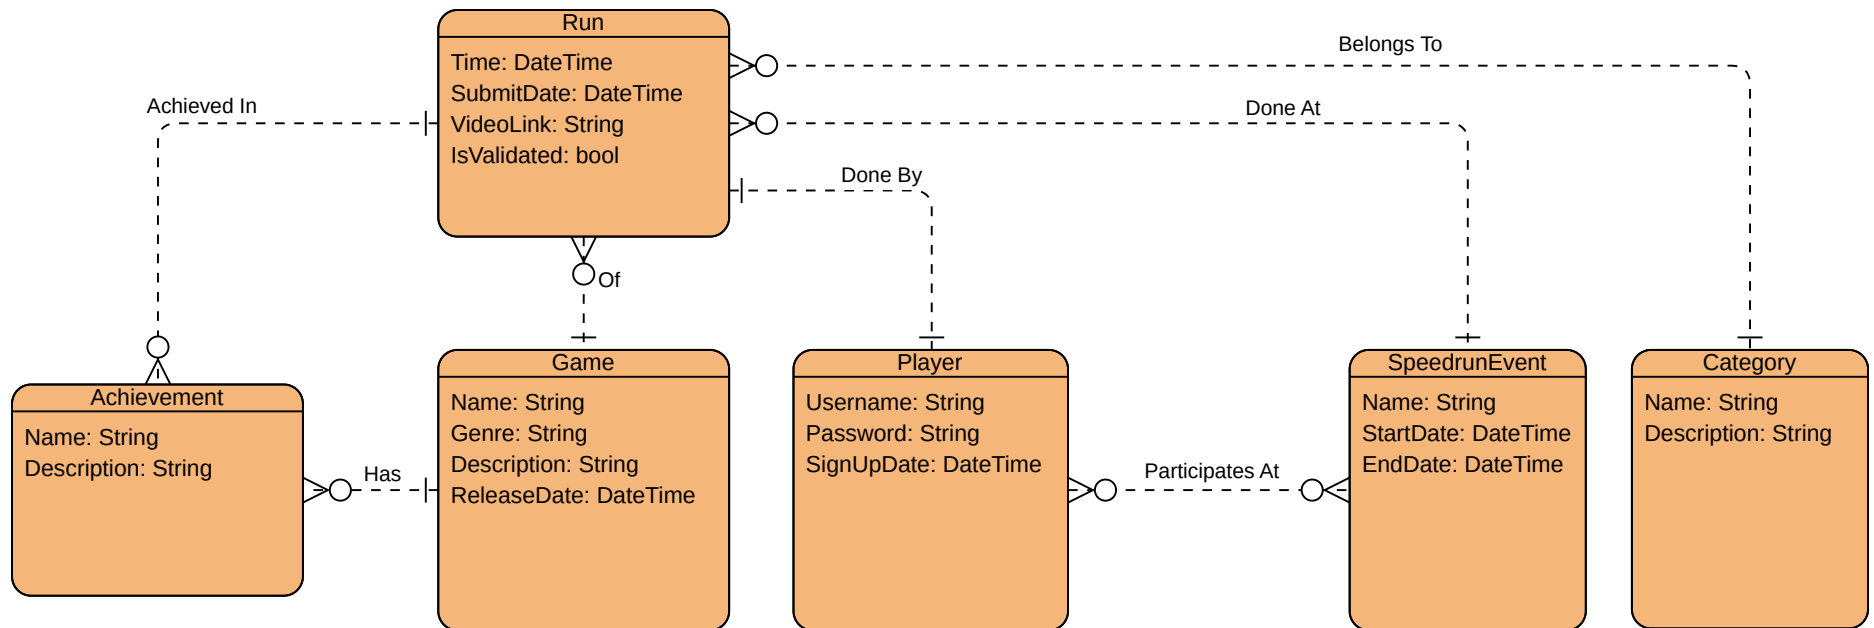 Run
Time: DateTime
SubmitDate: DateTime
VideoLink: String
IsValidated: bool
Belongs To
Achieved In
Done At
Done By
Of
Achievement
Name: String
Description: String
Has
Game
Name: String
Genre: String
Description: String
ReleaseDate: DateTime
Player
Username: String
Password: String
SignUpDate: DateTime
Participates At
SpeedrunEvent
Name: String
StartDate: DateTime
EndDate: DateTime
Category
Name: String
Description: String